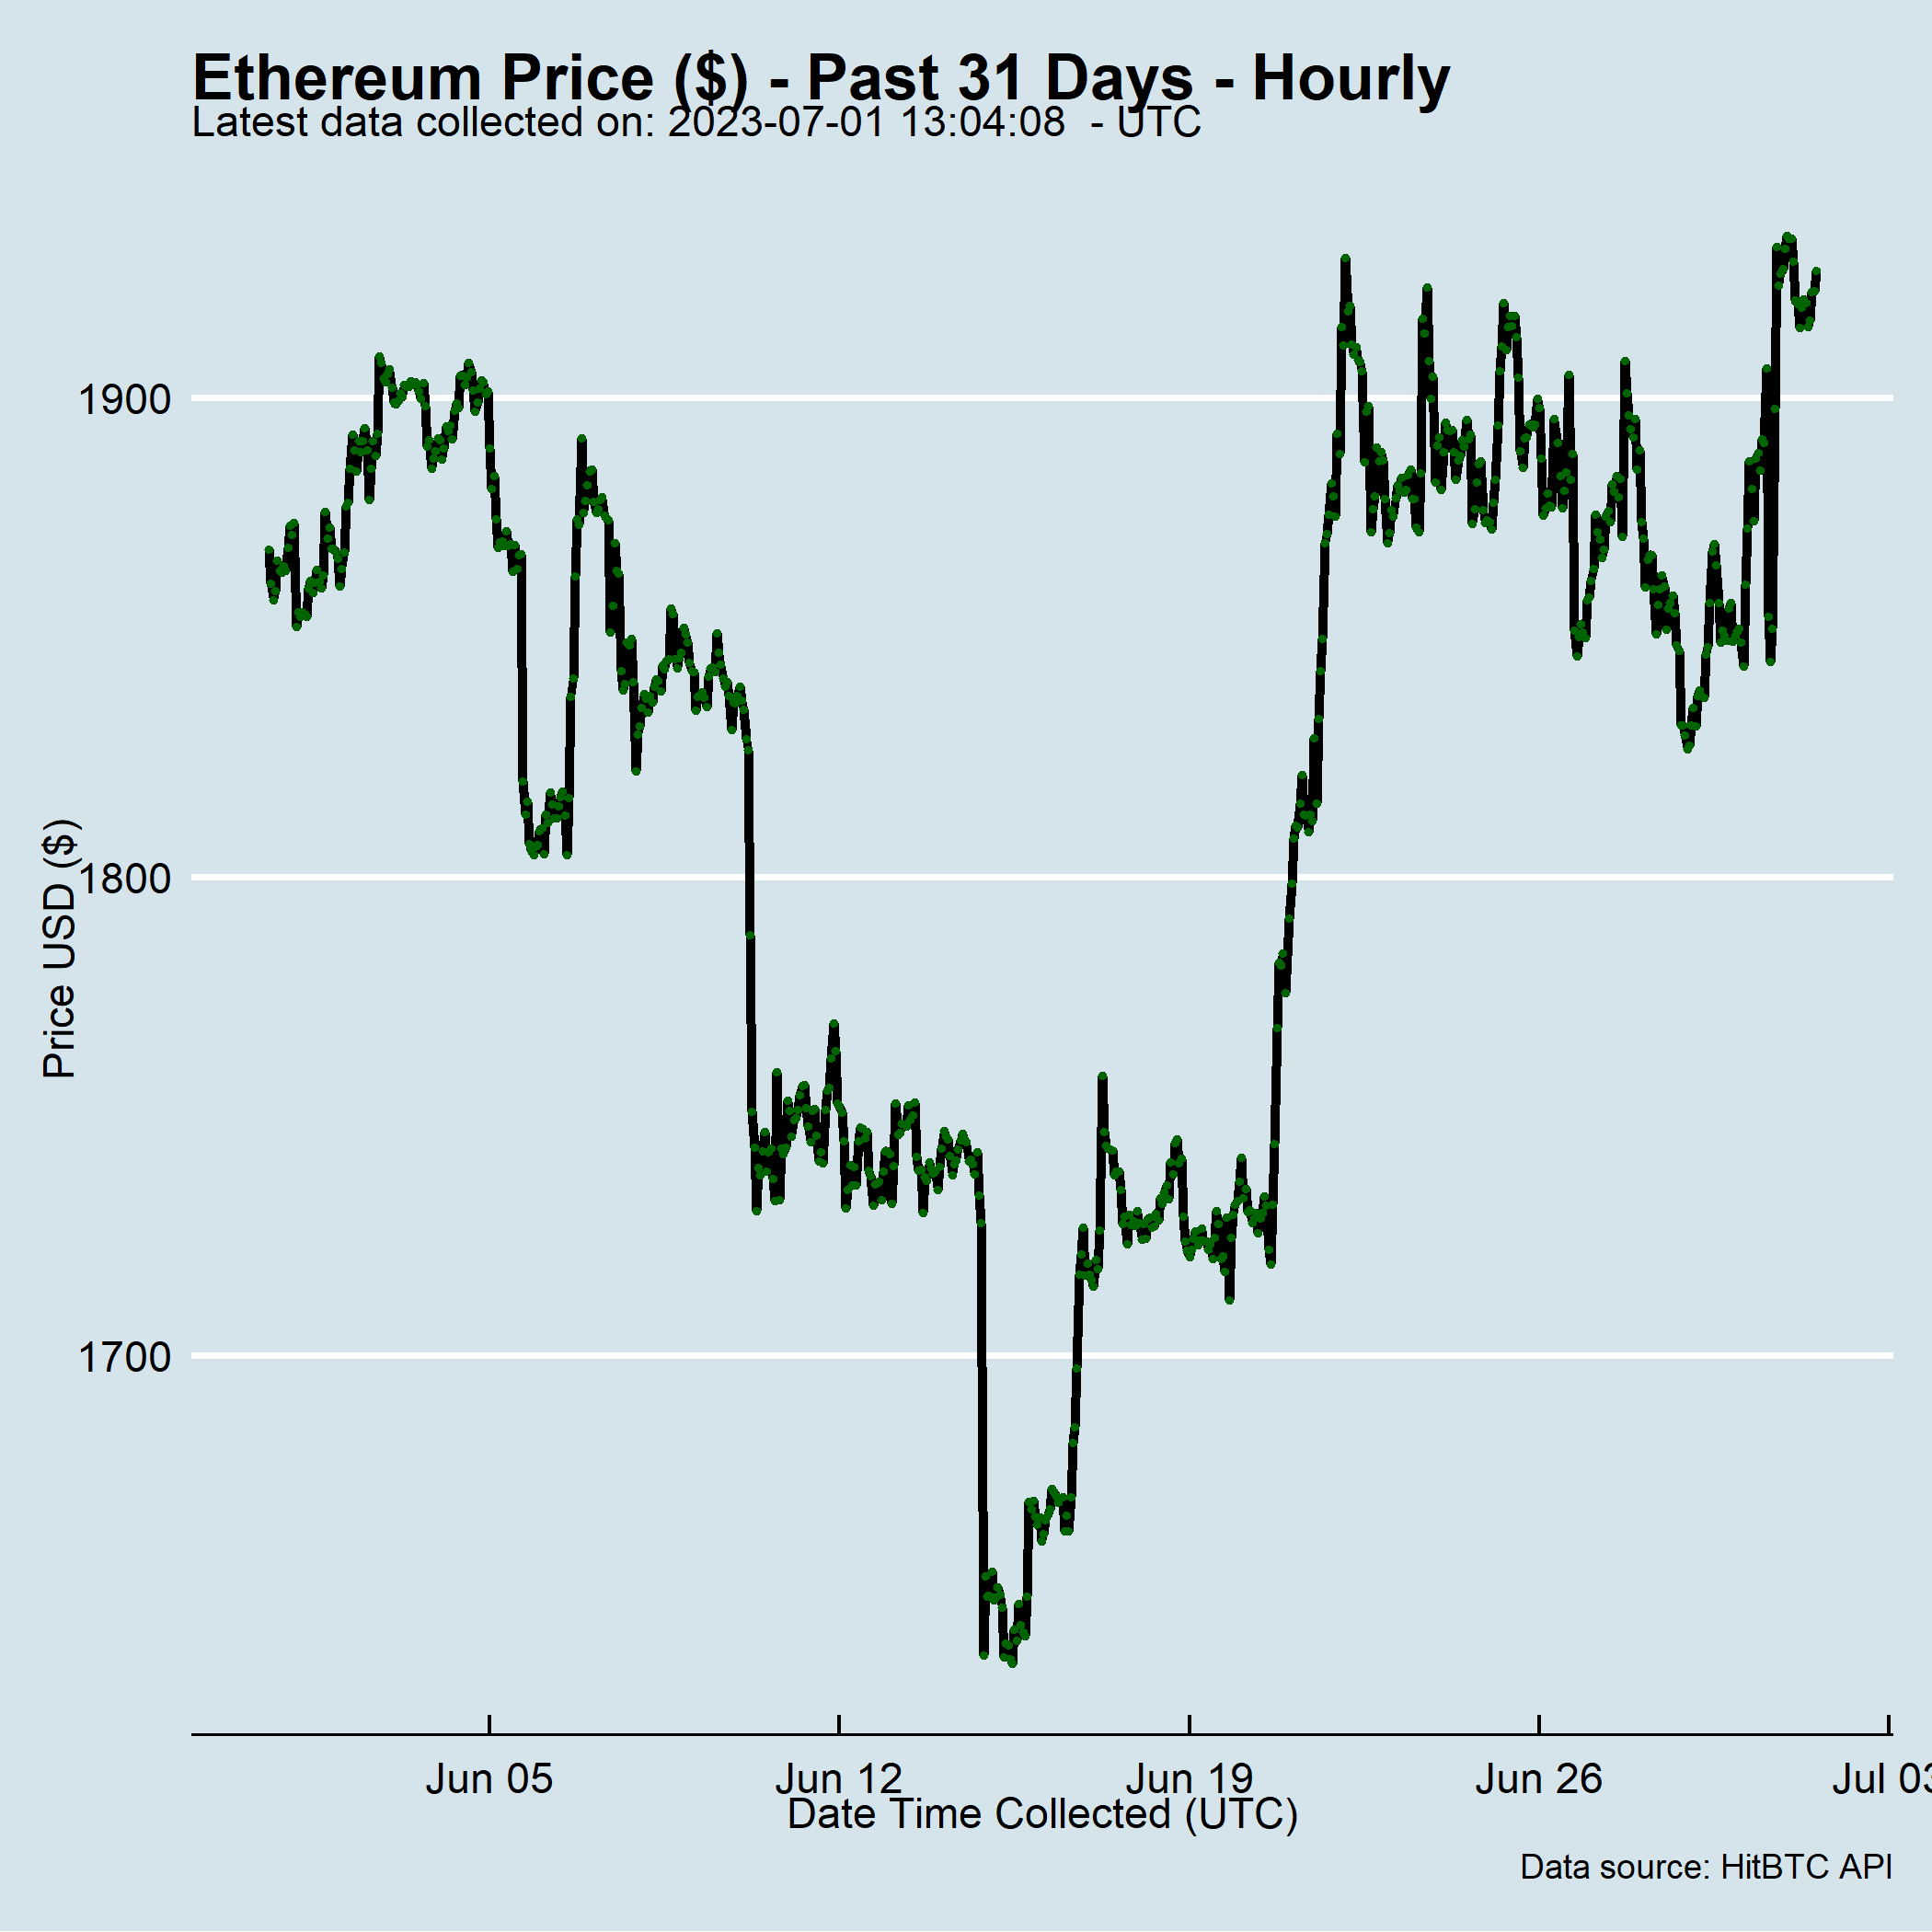 Ethereum Price ($) - Past 31 Days - Hourly
Latest data collected on: 2023-07-01 13:04:08  - UTC
1900
1800
1700
Price USD ($)
Jun 05
Jun 12
Jun 19
Jun 26
Jul 03
Date Time Collected (UTC)
Data source: HitBTC API